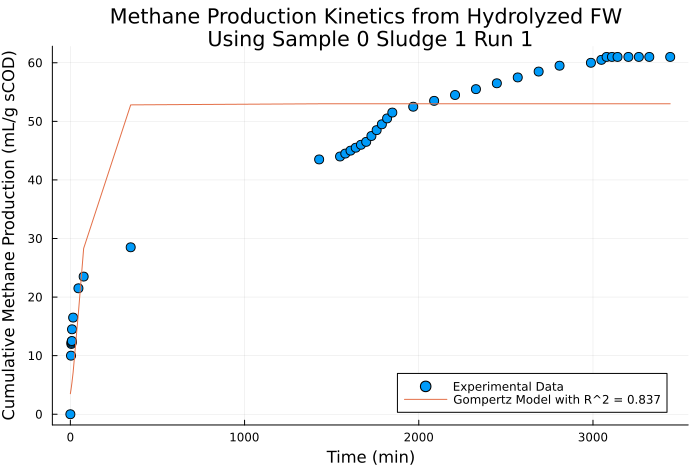 Methane Production Kinetics from Hydrolyzed FW
Using Sample 0 Sludge 1 Run 1
Cumulative Methane Production (mL/g sCOD)
60
50
40
30
20
10
0
Experimental Data
Gompertz Model with R^2 = 0.837
0
1000
2000
3000
Time (min)